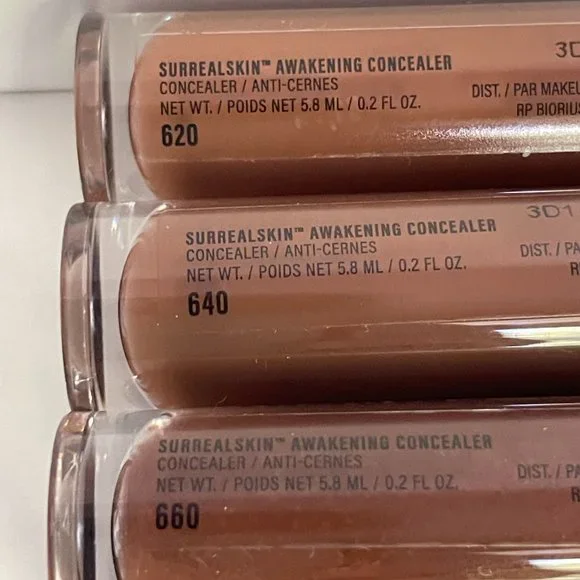 SURREALSKIN™ AWAKENING CONCEALER 3D
CONCEALER / ANTI-CERNES
NET WT. / POIDS NET 5.8 ML / 0.2 FL OZ.
620
DIST. / PAR MAKEU
RP BIORIU
SURREALSKIN™ AWAKENING CONCEALER 3D1
CONCEALER / ANTI-CERNES
NET WT. / POIDS NET 5.8 ML / 0.2 FL OZ.
640
DIST. / PA
R
SURREALSKIN™ AWAKENING CONCEALER
CONCEALER / ANTI-CERNES
NET WT. / POIDS NET 5.8 ML / 0.2 FL OZ.
660
DIST. / PA
R